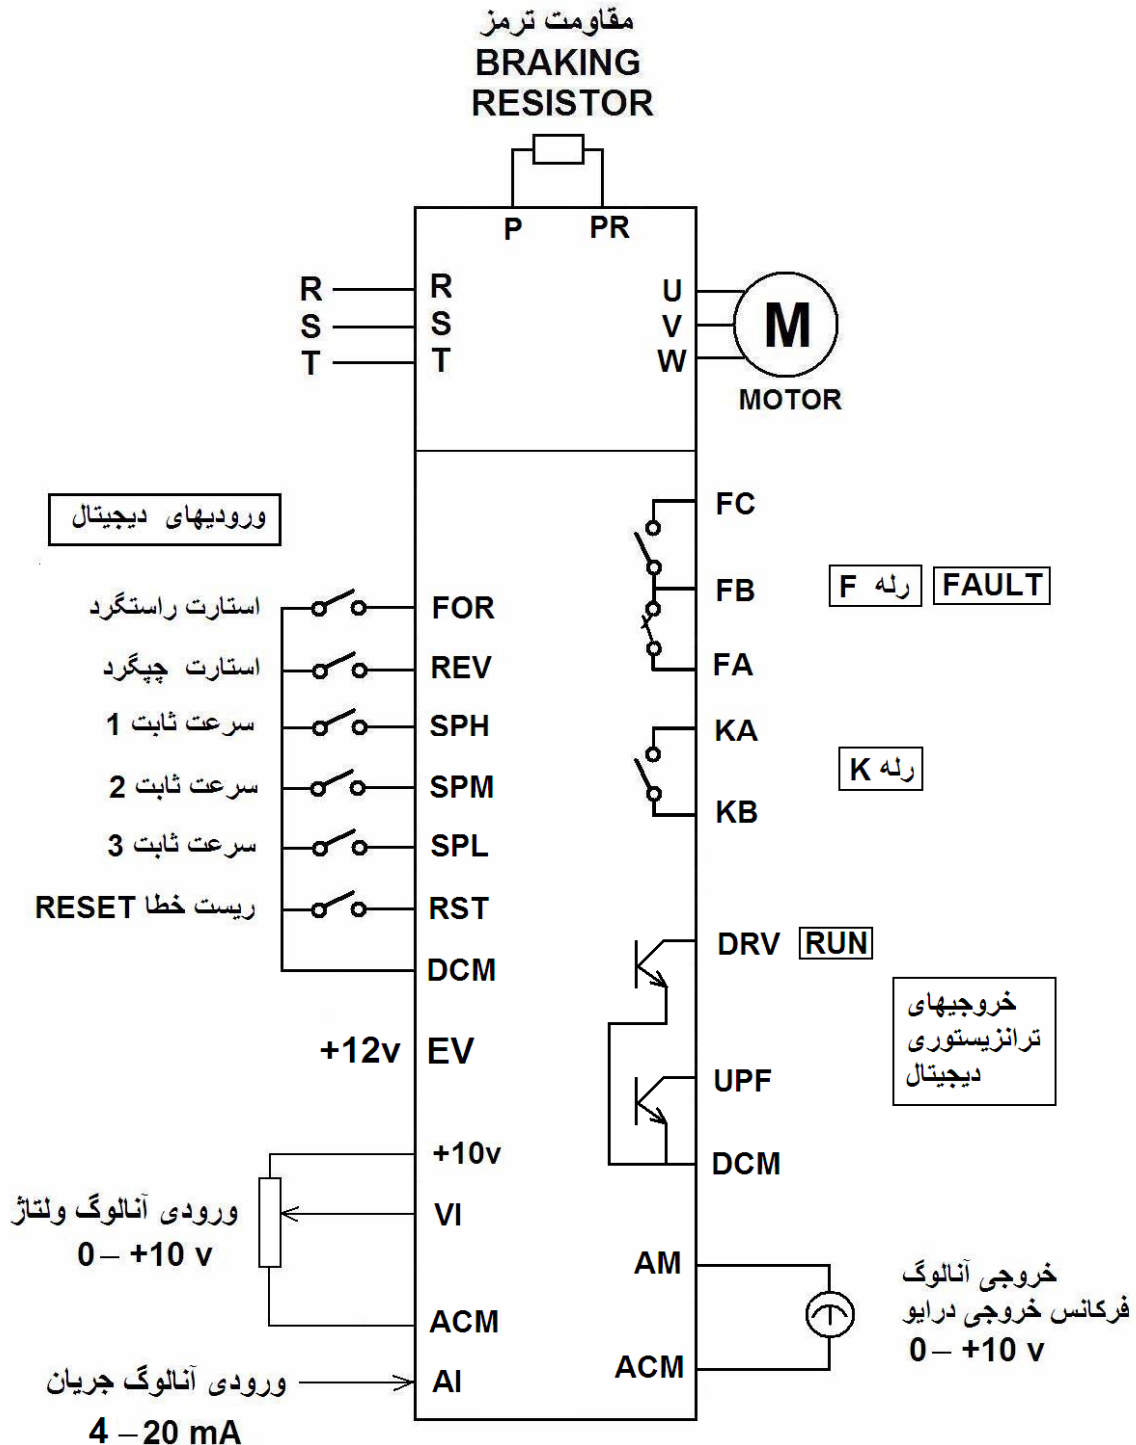 مقاومت ترمز
BRAKING
RESISTOR
P
PR
R
R
S
S
T
T
U
V
W
M
MOTOR
ورودیهای دیجیتال
استارت راستگرد
FOR
استارت چپگرد
REV
سرعت ثابت 1
SPH
سرعت ثابت 2
SPM
سرعت ثابت 3
SPL
ریست خطا RESET
RST
DCM
+12v EV
+10v
ورودی آنالوگ ولتاژ
0 – +10 v
VI
ACM
ورودی آنالوگ جریان
4 – 20 mA
AI
FC
FB
رله F
FAULT
FA
KA
رله K
KB
DRV
RUN
خروجیهای
ترانزیستوری
دیجیتال
UPF
DCM
AM
خروجی آنالوگ
فرکانس خروجی درایو
0 – +10 v
ACM